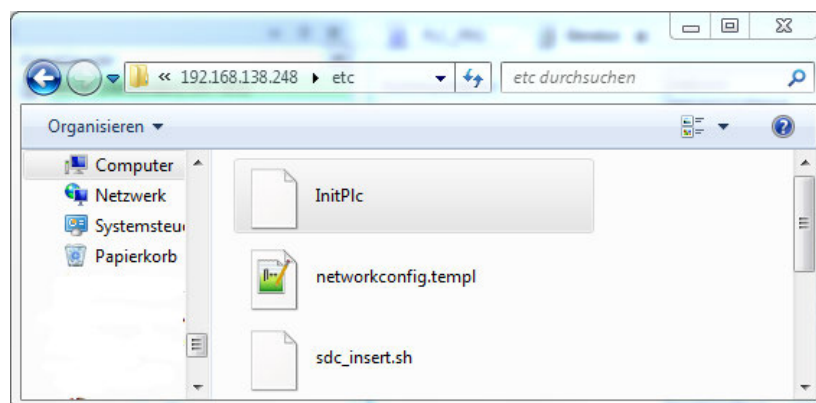 « 192.168.138.248 ▸ etc
etc durchsuchen
Organisieren
Computer
Netzwerk
Systemsteu
Papierkorb
InitPlc
networkconfig.templ
sdc_insert.sh